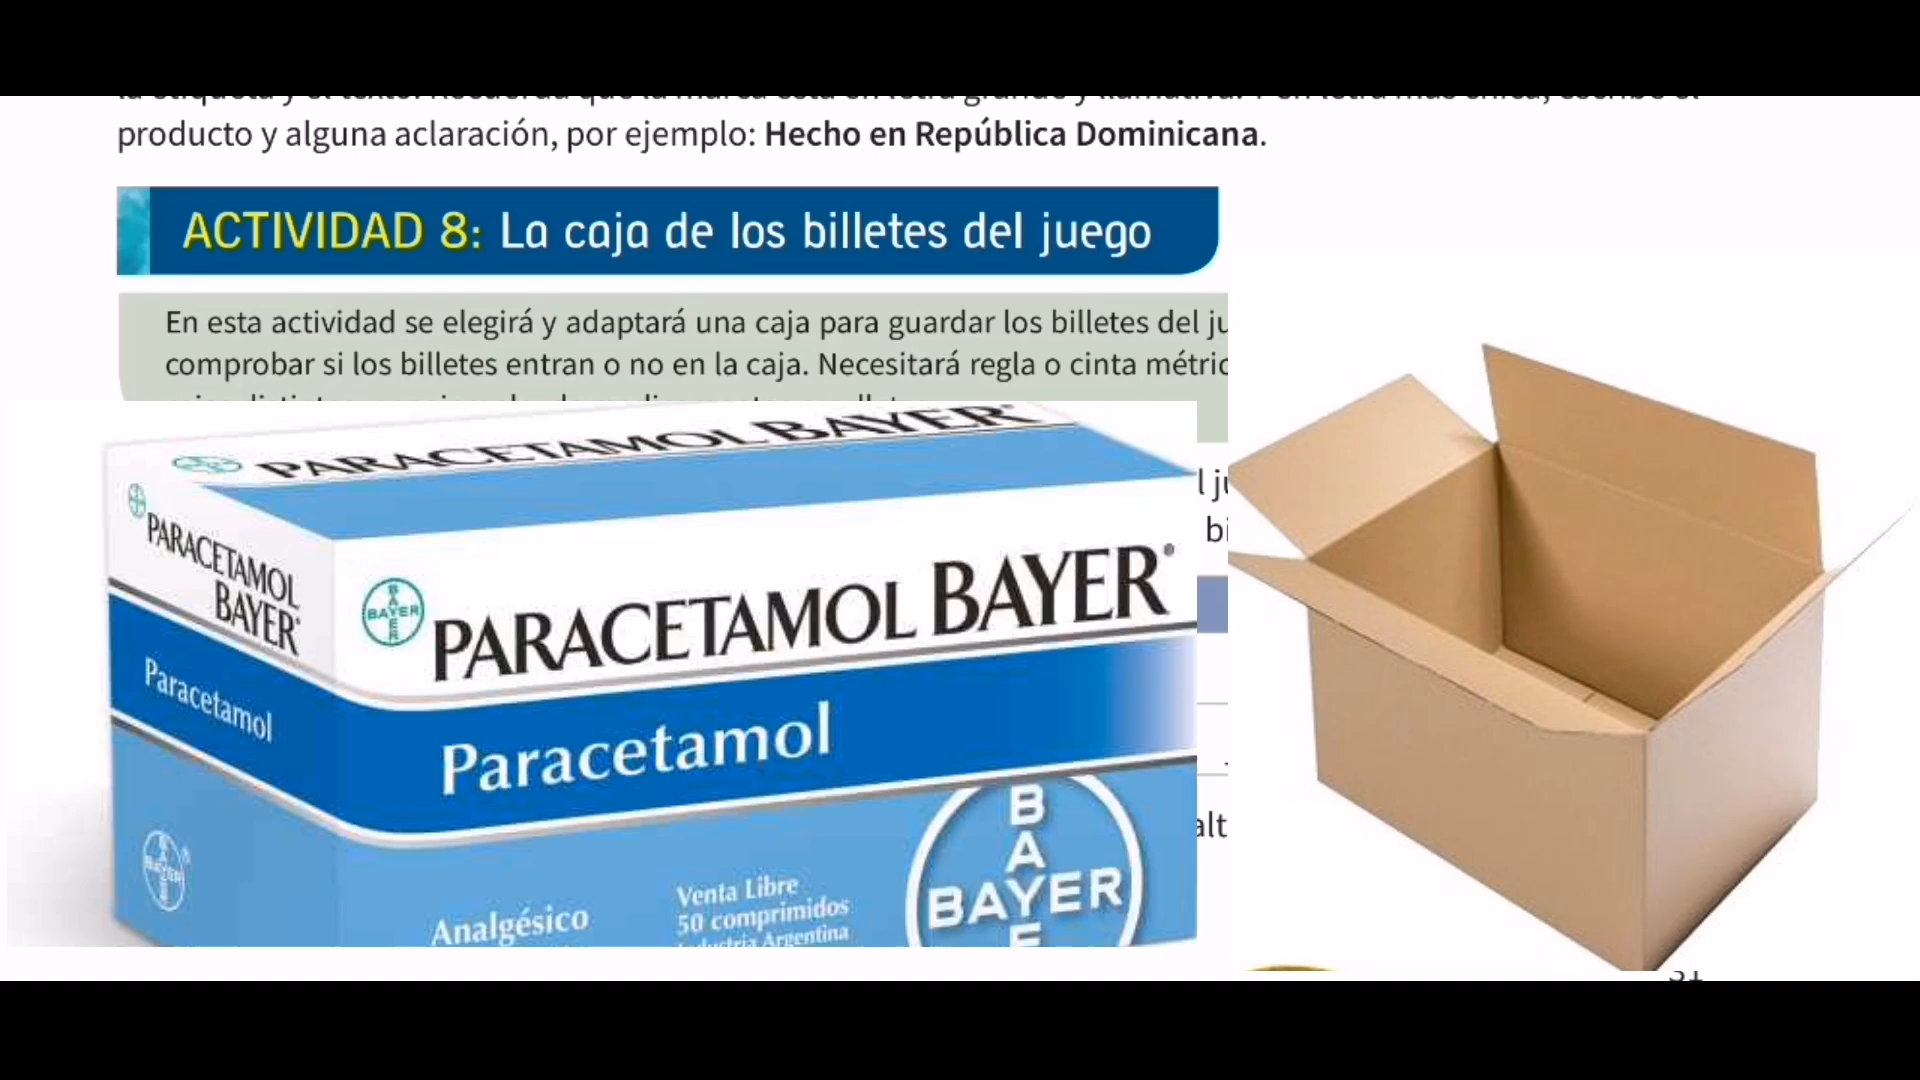 producto y alguna aclaración, por ejemplo: Hecho en República Dominicana.
ACTIVIDAD 8: La caja de los billetes del juego
En esta actividad se elegirá y adaptará una caja para guardar los billetes del ju
comprobar si los billetes entran o no en la caja. Necesitará regla o cinta métric
PARACETAMOL BAYER
PARACETAMOL
BAYER
Paracetamol
BAYER
PARACETAMOL BAYER
Paracetamol
Analgésico
Venta Libre
50 comprimidos
Industria Argentina
BAYER
l ju
bi
alt